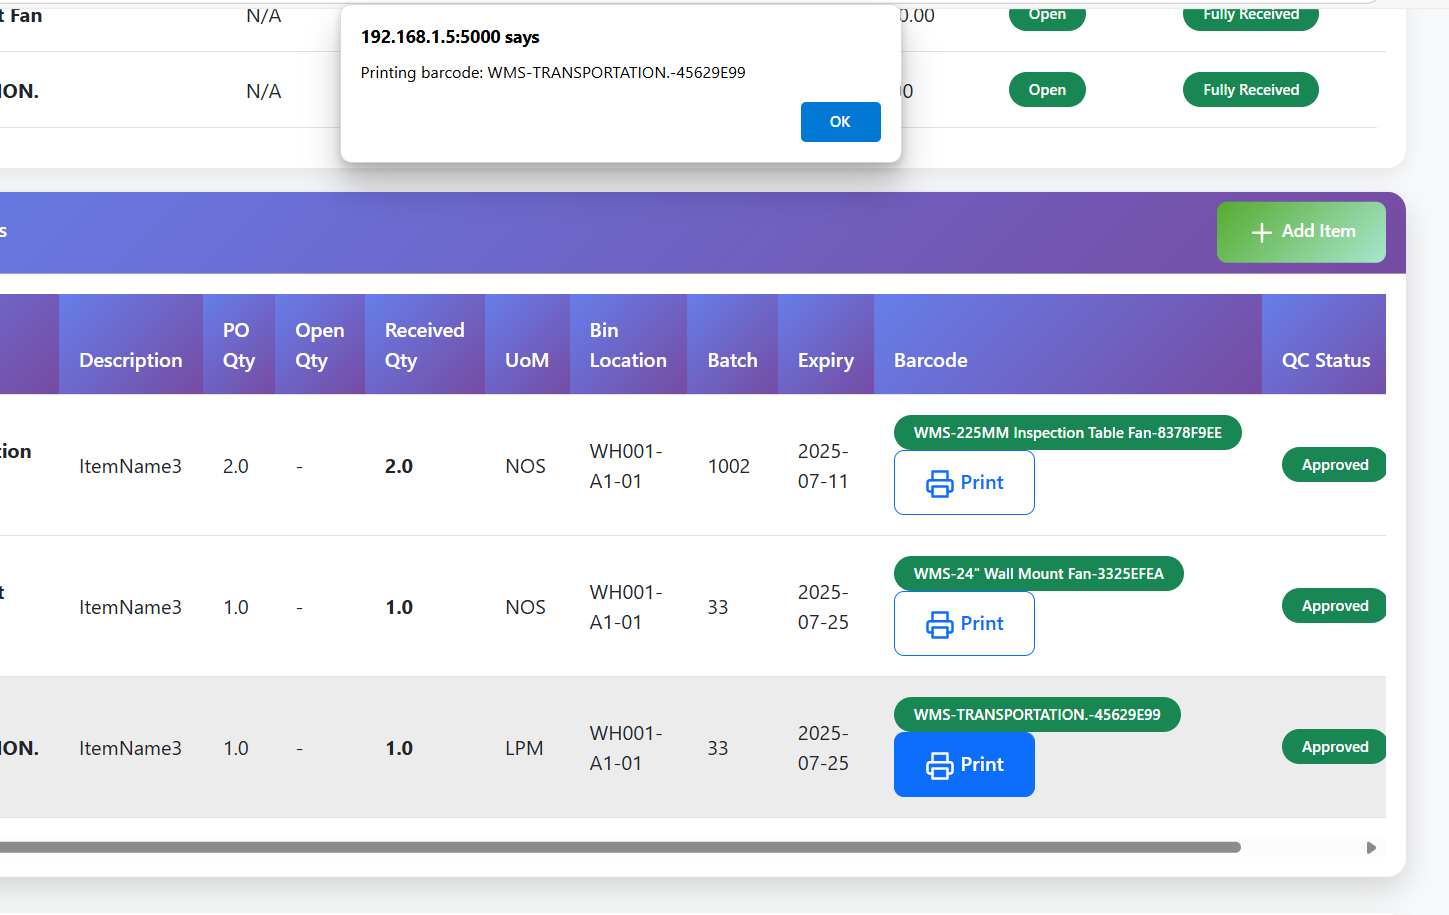 t Fan N/A 0.00 Open Fully Received
192.168.1.5:5000 says
Printing barcode: WMS-TRANSPORTATION.-45629E99
OK
ION. N/A 00 Open Fully Received
s + Add Item
Description PO Qty Open Qty Received Qty UoM Bin Location Batch Expiry Barcode QC Status
tion ItemName3 2.0 - 2.0 NOS WH001-A1-01 1002 2025-07-11 WMS-225MM Inspection Table Fan-8378F9EE Approved
Print
t ItemName3 1.0 - 1.0 NOS WH001-A1-01 33 2025-07-25 WMS-24" Wall Mount Fan-3325EFEA Approved
Print
ION. ItemName3 1.0 - 1.0 LPM WH001-A1-01 33 2025-07-25 WMS-TRANSPORTATION.-45629E99 Approved
Print